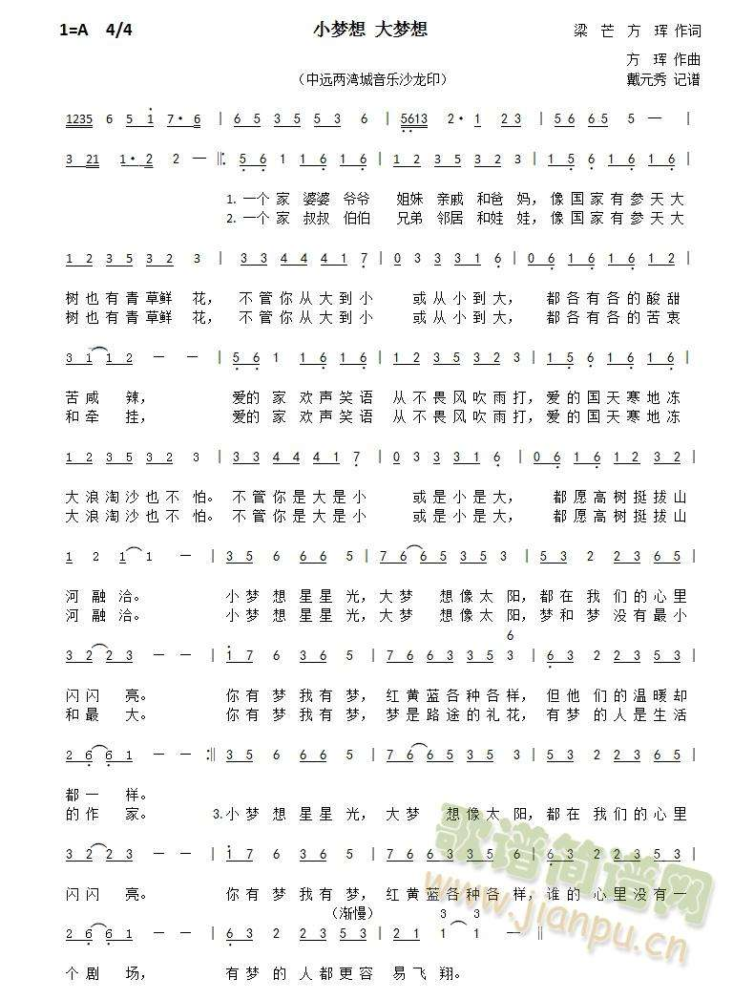 1=A 4/4 小梦想 大梦想 梁 芒 方 珲 作词
方 珲 作曲
（中远两湾城音乐沙龙印） 戴元秀 记谱
1235 6 5 1 7· 6 | 6 5 3 5 5 3 6 | 5613 2· 1 2 3 | 5 6 6 5 5 — |
3 21 1· 2 2 — ‖: 5 6 1 1 6 1 6 | 1 2 3 5 3 2 3 | 1 5 6 1 6 1 6 |
1. 一个 家 婆婆 爷爷 姐妹 亲戚 和爸 妈，像 国 家 有 参 天 大
2. 一个 家 叔叔 伯伯 兄弟 邻居 和娃 娃，像 国 家 有 参 天 大
1 2 3 5 3 2 3 | 3 3 4 4 4 1 7 | 0 3 3 3 1 6 | 0 6 1 6 1 6 1 2 |
树 也 有 青 草鲜 花， 不 管 你 从 大 到 小 或 从 小 到 大， 都 各 有 各 的 酸 甜
树 也 有 青 草鲜 花， 不 管 你 从 大 到 小 或 从 小 到 大， 都 各 有 各 的 苦 衷
3 1 1 2 — — | 5 6 1 1 6 1 6 | 1 2 3 5 3 2 3 | 1 5 6 1 6 1 6 |
苦 咸 辣， 爱的 家 欢 声 笑 语 从 不 畏 风 吹 雨 打，爱 的 国 天 寒 地 冻
和 牵 挂， 爱的 家 欢 声 笑 语 从 不 畏 风 吹 雨 打，爱 的 国 天 寒 地 冻
1 2 3 5 3 2 3 | 3 3 4 4 4 1 7 | 0 3 3 3 1 6 | 0 6 1 6 1 2 3 2 |
大 浪 淘 沙 也 不 怕。不 管 你 是 大 是 小 或 是 小 是 大， 都 愿 高 树 挺 拔 山
大 浪 淘 沙 也 不 怕。不 管 你 是 大 是 小 或 是 小 是 大， 都 愿 高 树 挺 拔 山
1 2 1 1 — | 3 5 6 6 6 5 | 7 6 6 5 3 5 3 | 5 2 2 3 6 5 |
河 融 洽。 小 梦 想 星 星 光，大 梦 想 像 太 阳，都 在 我 们 的 心 里
河 融 洽。 小 梦 想 星 星 光，大 梦 想 像 太 阳，梦 和 梦 没 有 最 小
6
3 2 2 3 — — | 1 7 6 3 6 5 | 7 6 6 3 3 5 6 | 6 3 2 2 3 5 3 |
闪 闪 亮。 你 有 梦 我 有 梦，红 黄 蓝 各 种 各 样， 但 他 们 的 温 暖 却
和 最 大。 你 有 梦 我 有 梦，梦 是 路 途 的 礼 花， 有 梦 的 人 是 生 活
2 6 6 1 — — :‖ 3 5 6 6 6 5 | 7 6 6 5 3 5 3 | 5 2 2 3 6 5 |
都 一 样。
的 作 家。 3. 小 梦 想 星 星 光， 大 梦 想 像 太 阳，都 在 我 们 的 心 里
3 2 2 3 — — | 1 7 6 3 6 5 | 7 6 6 3 3 5 6 | 6 3 2 2 3 5 3 |
闪 闪 亮。 你 有 梦 我 有 梦，红 黄 蓝 各 种 各 样，谁 的 心 里 没 有 一
（渐慢） 3 3
2 6 6 1 — — | 6 3 2 3 5 3 | 2 1 1 1 — ‖
个 剧 场， 有 梦 的 人 都 更 容 易 飞 翔。
歌谱简谱网
www.jianpu.cn